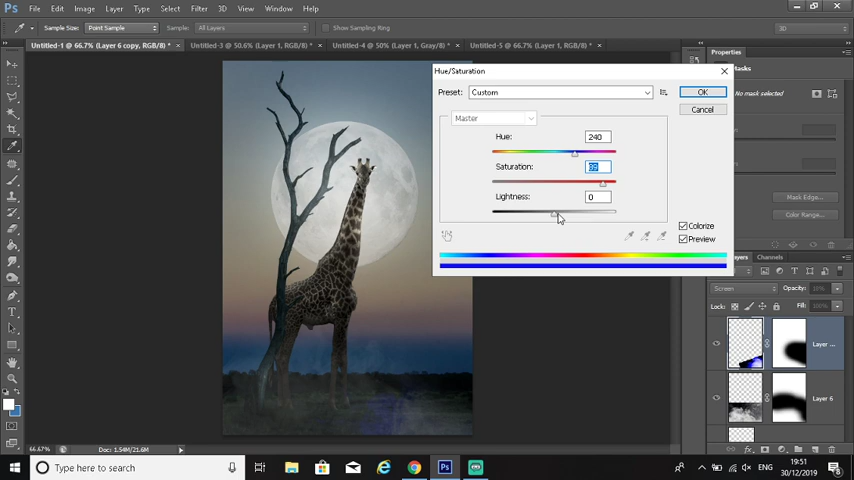 Ps File Edit Image Layer Type Select Filter 3D View Window Help
Sample Size: Point Sample Sample: All Layers Show Sampling Ring 3D
Untitled-1 @ 66.7% (Layer 6 copy, RGB/8) * × Untitled-3 @ 50.6% (Layer 1, RGB/8) * × Untitled-4 @ 50% (Layer 1, Gray/8) * × Untitled-5 @ 66.7% (Layer 1, RGB/8) * ×
Properties
Masks
No mask selected
Mask Edge...
Color Range...
Hue/Saturation
Preset: Custom
OK
Cancel
Master
Hue: 240
Saturation: 89
Lightness: 0
Colorize
Preview
Layers Channels
Screen Opacity:
Lock: Fill:
Layer ...
Layer 6
66.67% Doc: 1.54M/21.6M
Type here to search
ENG
19:51
30/12/2019